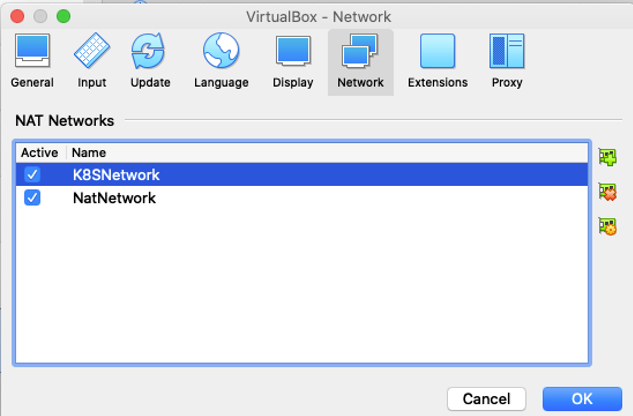 VirtualBox - Network
General Input Update Language Display Network Extensions Proxy
NAT Networks
Active Name
K8SNetwork
NatNetwork
Cancel OK